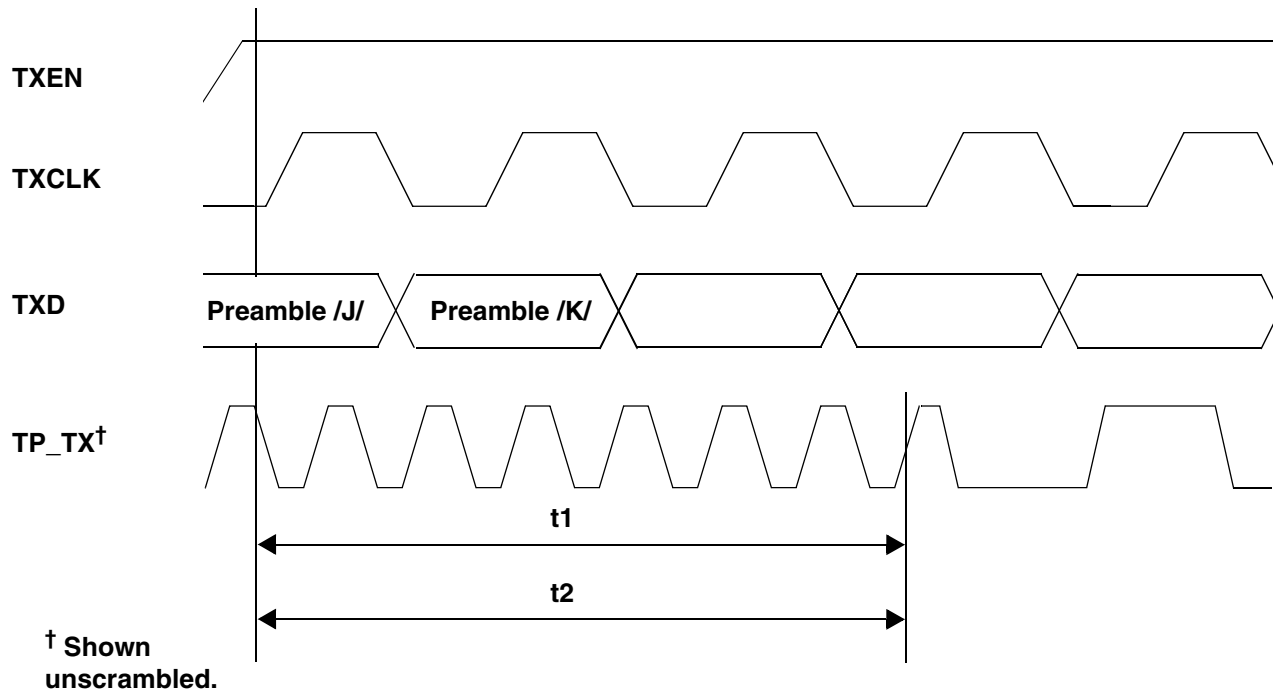 TXEN
TXCLK
TXD
Preamble /J/
Preamble /K/
TP_TX†
t1
t2
† Shown
unscrambled.